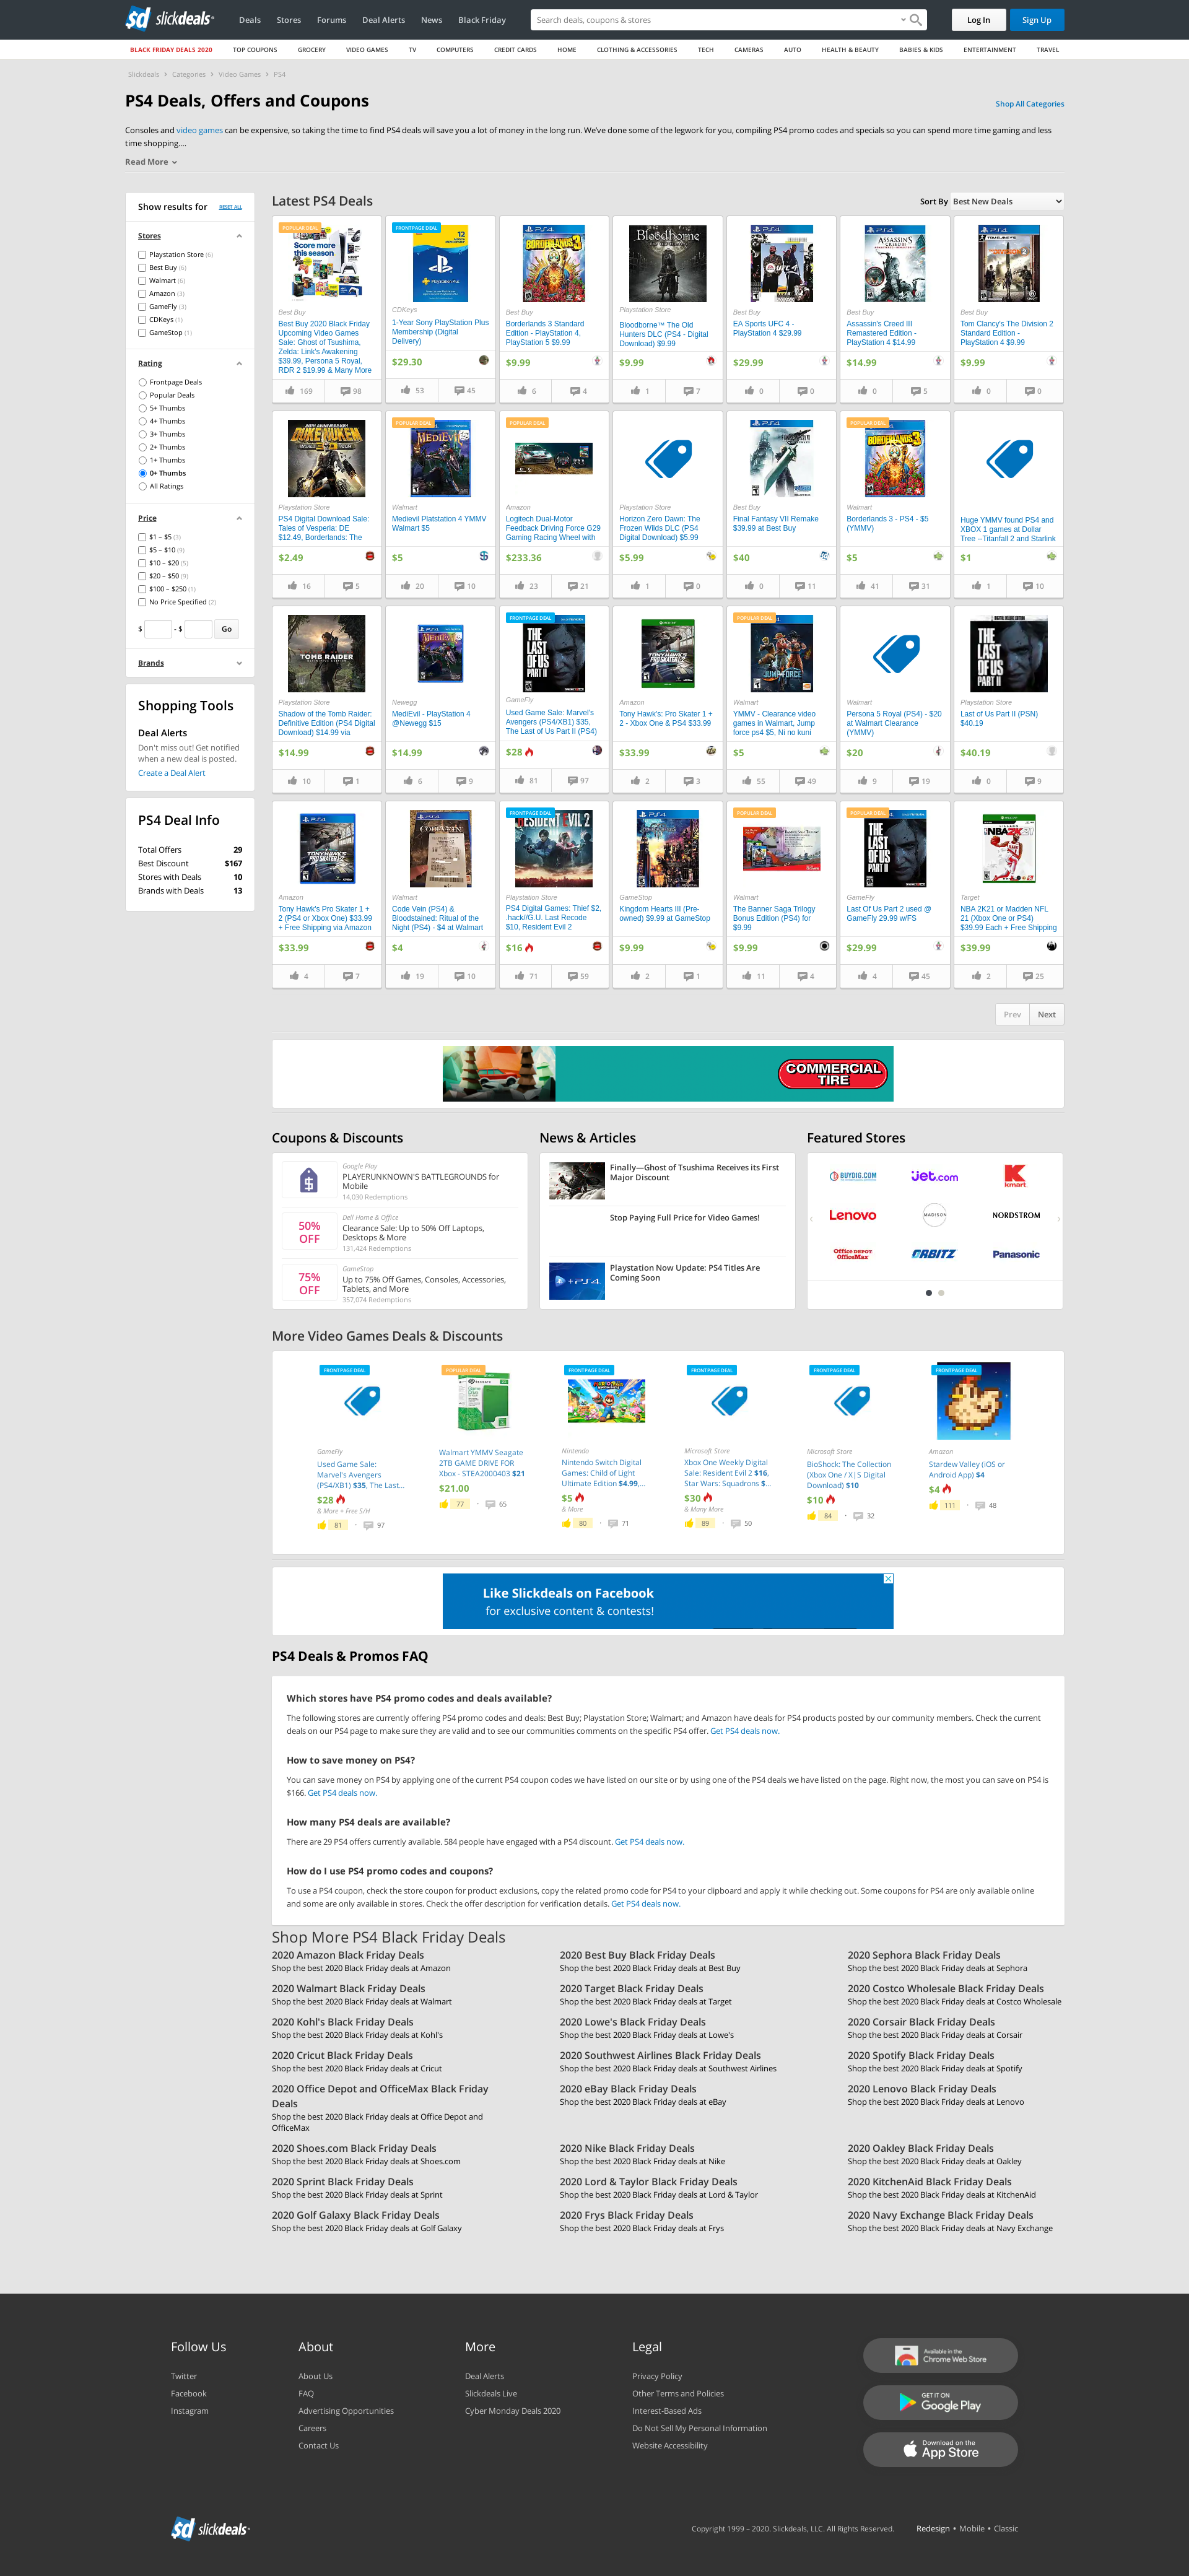 slickdeals
Deals
Stores
Forums
Deal Alerts
News
Black Friday
Search deals, coupons & stores
Log In
Sign Up
BLACK FRIDAY DEALS 2020
TOP COUPONS
GROCERY
VIDEO GAMES
TV
COMPUTERS
CREDIT CARDS
HOME
CLOTHING & ACCESSORIES
TECH
CAMERAS
AUTO
HEALTH & BEAUTY
BABIES & KIDS
ENTERTAINMENT
TRAVEL
Slickdeals > Categories > Video Games > PS4
PS4 Deals, Offers and Coupons
Shop All Categories
Consoles and video games can be expensive, so taking the time to find PS4 deals will save you a lot of money in the long run. We've done some of the legwork for you, compiling PS4 promo codes and specials so you can spend more time gaming and less
time shopping....
Read More
Show results for
RESET ALL
Stores
Playstation Store (6)
Best Buy (6)
Walmart (6)
Amazon (3)
GameFly (3)
CDKeys (1)
GameStop (1)
Rating
Frontpage Deals
Popular Deals
5+ Thumbs
4+ Thumbs
3+ Thumbs
2+ Thumbs
1+ Thumbs
0+ Thumbs
All Ratings
Price
$1 – $5 (3)
$5 – $10 (9)
$10 – $20 (5)
$20 – $50 (9)
$100 – $250 (1)
No Price Specified (2)
$ - $ Go
Brands
Shopping Tools
Deal Alerts
Don't miss out! Get notified
when a new deal is posted.
Create a Deal Alert
PS4 Deal Info
Total Offers 29
Best Discount $167
Stores with Deals 10
Brands with Deals 13
Latest PS4 Deals
Sort By Best New Deals
POPULAR DEAL
Score more this season
Best Buy
Best Buy 2020 Black Friday
Upcoming Video Games
Sale: Ghost of Tsushima,
Zelda: Link's Awakening
$39.99, Persona 5 Royal,
RDR 2 $19.99 & Many More
169 98
FRONTPAGE DEAL
CDKeys
1-Year Sony PlayStation Plus
Membership (Digital
Delivery)
$29.30
53 45
Best Buy
Borderlands 3 Standard
Edition - PlayStation 4,
PlayStation 5 $9.99
$9.99
6 4
Bloodborne
Playstation Store
Bloodborne™ The Old
Hunters DLC (PS4 - Digital
Download) $9.99
$9.99
1 7
Best Buy
EA Sports UFC 4 -
PlayStation 4 $29.99
$29.99
0 0
Best Buy
Assassin's Creed III
Remastered Edition -
PlayStation 4 $14.99
$14.99
0 5
Best Buy
Tom Clancy's The Division 2
Standard Edition -
PlayStation 4 $9.99
$9.99
0 0
DUKE NUKEM
Playstation Store
PS4 Digital Download Sale:
Tales of Vesperia: DE
$12.49, Borderlands: The
$2.49
16 5
POPULAR DEAL
MEDIEVIL
Walmart
Medievil Platstation 4 YMMV
Walmart $5
$5
20 10
POPULAR DEAL
Amazon
Logitech Dual-Motor
Feedback Driving Force G29
Gaming Racing Wheel with
$233.36
23 21
Playstation Store
Horizon Zero Dawn: The
Frozen Wilds DLC (PS4
Digital Download) $5.99
$5.99
1 0
Best Buy
Final Fantasy VII Remake
$39.99 at Best Buy
$40
0 11
POPULAR DEAL
BORDERLANDS 3
Walmart
Borderlands 3 - PS4 - $5
(YMMV)
$5
41 31
Huge YMMV found PS4 and
XBOX 1 games at Dollar
Tree --Titanfall 2 and Starlink
$1
1 10
TOMB RAIDER
Playstation Store
Shadow of the Tomb Raider:
Definitive Edition (PS4 Digital
Download) $14.99 via
$14.99
10 1
Newegg
MediEvil - PlayStation 4
@Newegg $15
$14.99
6 9
FRONTPAGE DEAL
THE LAST OF US PART II
GameFly
Used Game Sale: Marvel's
Avengers (PS4/XB1) $35,
The Last of Us Part II (PS4)
$28
81 97
Amazon
Tony Hawk's: Pro Skater 1 +
2 - Xbox One & PS4 $33.99
$33.99
2 3
POPULAR DEAL
JUMP FORCE
Walmart
YMMV - Clearance video
games in Walmart, Jump
force ps4 $5, Ni no kuni
$5
55 49
Walmart
Persona 5 Royal (PS4) - $20
at Walmart Clearance
(YMMV)
$20
9 19
THE LAST OF US PART II
Playstation Store
Last of Us Part II (PSN)
$40.19
$40.19
0 9
Amazon
Tony Hawk's Pro Skater 1 +
2 (PS4 or Xbox One) $33.99
+ Free Shipping via Amazon
$33.99
4 7
Walmart
Code Vein (PS4) &
Bloodstained: Ritual of the
Night (PS4) - $4 at Walmart
$4
19 10
FRONTPAGE DEAL
RESIDENT EVIL 2
Playstation Store
PS4 Digital Games: Thief $2,
.hack//G.U. Last Recode
$10, Resident Evil 2
$16
71 59
GameStop
Kingdom Hearts III (Pre-
owned) $9.99 at GameStop
$9.99
2 1
POPULAR DEAL
Walmart
The Banner Saga Trilogy
Bonus Edition (PS4) for
$9.99
$9.99
11 4
POPULAR DEAL
THE LAST OF US PART II
GameFly
Last Of Us Part 2 used @
GameFly 29.99 w/FS
$29.99
4 45
NBA 2K21
Target
NBA 2K21 or Madden NFL
21 (Xbox One or PS4)
$39.99 Each + Free Shipping
$39.99
2 25
Prev Next
COMMERCIAL TIRE
Coupons & Discounts
Google Play
PLAYERUNKNOWN'S BATTLEGROUNDS for
Mobile
14,030 Redemptions
50% OFF
Dell Home & Office
Clearance Sale: Up to 50% Off Laptops,
Desktops & More
131,424 Redemptions
75% OFF
GameStop
Up to 75% Off Games, Consoles, Accessories,
Tablets, and More
357,074 Redemptions
News & Articles
Finally—Ghost of Tsushima Receives its First
Major Discount
Stop Paying Full Price for Video Games!
+ PS4
Playstation Now Update: PS4 Titles Are
Coming Soon
Featured Stores
BUYDIG.COM
Jet.com
Kmart
Lenovo
MADISON
NORDSTROM
Office DEPOT OfficeMax
ORBITZ
Panasonic
More Video Games Deals & Discounts
FRONTPAGE DEAL
GameFly
Used Game Sale:
Marvel's Avengers
(PS4/XB1) $35, The Last...
$28
& More + Free S/H
81 97
POPULAR DEAL
Walmart YMMV Seagate
2TB GAME DRIVE FOR
Xbox - STEA2000403 $21
$21.00
77 65
FRONTPAGE DEAL
Nintendo
Nintendo Switch Digital
Games: Child of Light
Ultimate Edition $4.99,...
$5
& More
80 71
FRONTPAGE DEAL
Microsoft Store
Xbox One Weekly Digital
Sale: Resident Evil 2 $16,
Star Wars: Squadrons $...
$30
& Many More
89 50
FRONTPAGE DEAL
Microsoft Store
BioShock: The Collection
(Xbox One / X|S Digital
Download) $10
$10
84 32
FRONTPAGE DEAL
Amazon
Stardew Valley (iOS or
Android App) $4
$4
111 48
Like Slickdeals on Facebook
for exclusive content & contests!
PS4 Deals & Promos FAQ
Which stores have PS4 promo codes and deals available?
The following stores are currently offering PS4 promo codes and deals: Best Buy; Playstation Store; Walmart; and Amazon have deals for PS4 products posted by our community members. Check the current
deals on our PS4 page to make sure they are valid and to see our communities comments on the specific PS4 offer. Get PS4 deals now.
How to save money on PS4?
You can save money on PS4 by applying one of the current PS4 coupon codes we have listed on our site or by using one of the PS4 deals we have listed on the page. Right now, the most you can save on PS4 is
$166. Get PS4 deals now.
How many PS4 deals are available?
There are 29 PS4 offers currently available. 584 people have engaged with a PS4 discount. Get PS4 deals now.
How do I use PS4 promo codes and coupons?
To use a PS4 coupon, check the store coupon for product exclusions, copy the related promo code for PS4 to your clipboard and apply it while checking out. Some coupons for PS4 are only available online
and some are only available in stores. Check the offer description for verification details. Get PS4 deals now.
Shop More PS4 Black Friday Deals
2020 Amazon Black Friday Deals
Shop the best 2020 Black Friday deals at Amazon
2020 Best Buy Black Friday Deals
Shop the best 2020 Black Friday deals at Best Buy
2020 Sephora Black Friday Deals
Shop the best 2020 Black Friday deals at Sephora
2020 Walmart Black Friday Deals
Shop the best 2020 Black Friday deals at Walmart
2020 Target Black Friday Deals
Shop the best 2020 Black Friday deals at Target
2020 Costco Wholesale Black Friday Deals
Shop the best 2020 Black Friday deals at Costco Wholesale
2020 Kohl's Black Friday Deals
Shop the best 2020 Black Friday deals at Kohl's
2020 Lowe's Black Friday Deals
Shop the best 2020 Black Friday deals at Lowe's
2020 Corsair Black Friday Deals
Shop the best 2020 Black Friday deals at Corsair
2020 Cricut Black Friday Deals
Shop the best 2020 Black Friday deals at Cricut
2020 Southwest Airlines Black Friday Deals
Shop the best 2020 Black Friday deals at Southwest Airlines
2020 Spotify Black Friday Deals
Shop the best 2020 Black Friday deals at Spotify
2020 Office Depot and OfficeMax Black Friday
Deals
Shop the best 2020 Black Friday deals at Office Depot and
OfficeMax
2020 eBay Black Friday Deals
Shop the best 2020 Black Friday deals at eBay
2020 Lenovo Black Friday Deals
Shop the best 2020 Black Friday deals at Lenovo
2020 Shoes.com Black Friday Deals
Shop the best 2020 Black Friday deals at Shoes.com
2020 Nike Black Friday Deals
Shop the best 2020 Black Friday deals at Nike
2020 Oakley Black Friday Deals
Shop the best 2020 Black Friday deals at Oakley
2020 Sprint Black Friday Deals
Shop the best 2020 Black Friday deals at Sprint
2020 Lord & Taylor Black Friday Deals
Shop the best 2020 Black Friday deals at Lord & Taylor
2020 KitchenAid Black Friday Deals
Shop the best 2020 Black Friday deals at KitchenAid
2020 Golf Galaxy Black Friday Deals
Shop the best 2020 Black Friday deals at Golf Galaxy
2020 Frys Black Friday Deals
Shop the best 2020 Black Friday deals at Frys
2020 Navy Exchange Black Friday Deals
Shop the best 2020 Black Friday deals at Navy Exchange
Follow Us
Twitter
Facebook
Instagram
About
About Us
FAQ
Advertising Opportunities
Careers
Contact Us
More
Deal Alerts
Slickdeals Live
Cyber Monday Deals 2020
Legal
Privacy Policy
Other Terms and Policies
Interest-Based Ads
Do Not Sell My Personal Information
Website Accessibility
Available in the
Chrome Web Store
GET IT ON
Google Play
Download on the
App Store
slickdeals
Copyright 1999 – 2020. Slickdeals, LLC. All Rights Reserved.
Redesign • Mobile • Classic